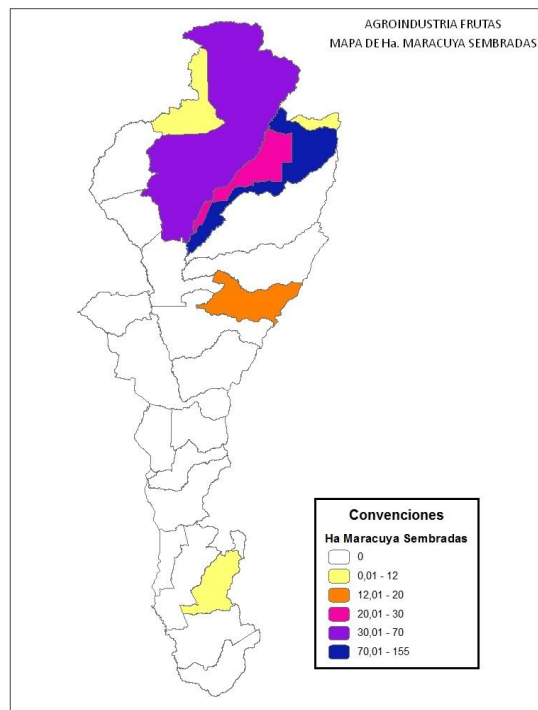 AGROINDUSTRIA FRUTAS
MAPA DE Ha. MARACUYA SEMBRADAS
Convenciones
Ha Maracuya Sembradas
0
0,01 - 12
12,01 - 20
20,01 - 30
30,01 - 70
70,01 - 155